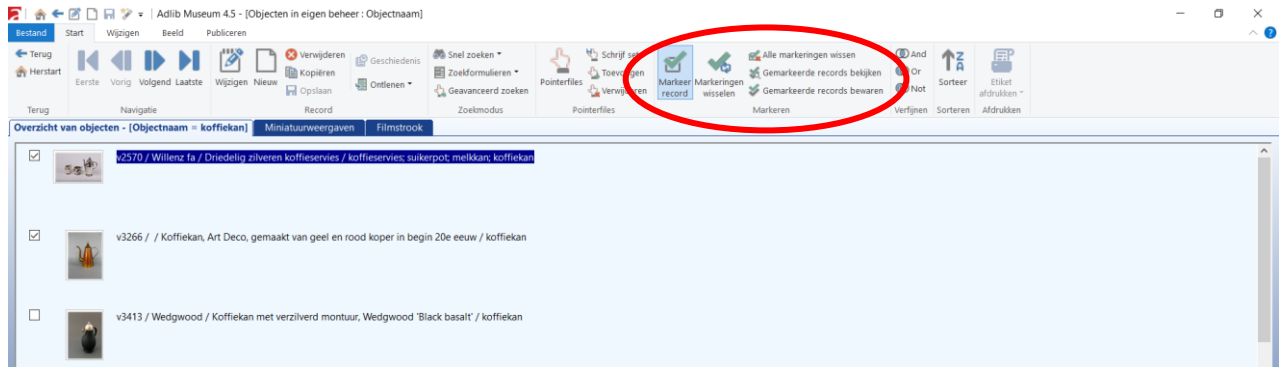 Adlib Museum 4.5 - [Objecten in eigen beheer : Objectnaam]
Bestand Start Wijzigen Beeld Publiceren
Terug
Herstart
Eerste Vorig Volgend Laatste
Wijzigen Nieuw
Verwijderen
Kopiëren
Opslaan
Geschiedenis
Ontlenen
Snel zoeken
Zoekformulieren
Geavanceerd zoeken
Pointerfiles
Schrijf set
Toevoegen
Verwijderen
Markeer record
Markeringen wisselen
Alle markeringen wissen
Gemarkeerde records bekijken
Gemarkeerde records bewaren
And
Or
Not
Sorteer
Etiket afdrukken
Terug Navigatie Record Zoekmodus Pointerfiles Markeren Verfijnen Sorteren Afdrukken
Overzicht van objecten - [Objectnaam = koffiekan] Miniatuurweergaven Filmstrook
v2570 / Willenz fa / Driedelig zilveren koffieservies / koffieservies; suikerpot; melkkan; koffiekan
v3266 / / Koffiekan, Art Deco, gemaakt van geel en rood koper in begin 20e eeuw / koffiekan
v3413 / Wedgwood / Koffiekan met verzilverd montuur, Wedgwood 'Black basalt' / koffiekan